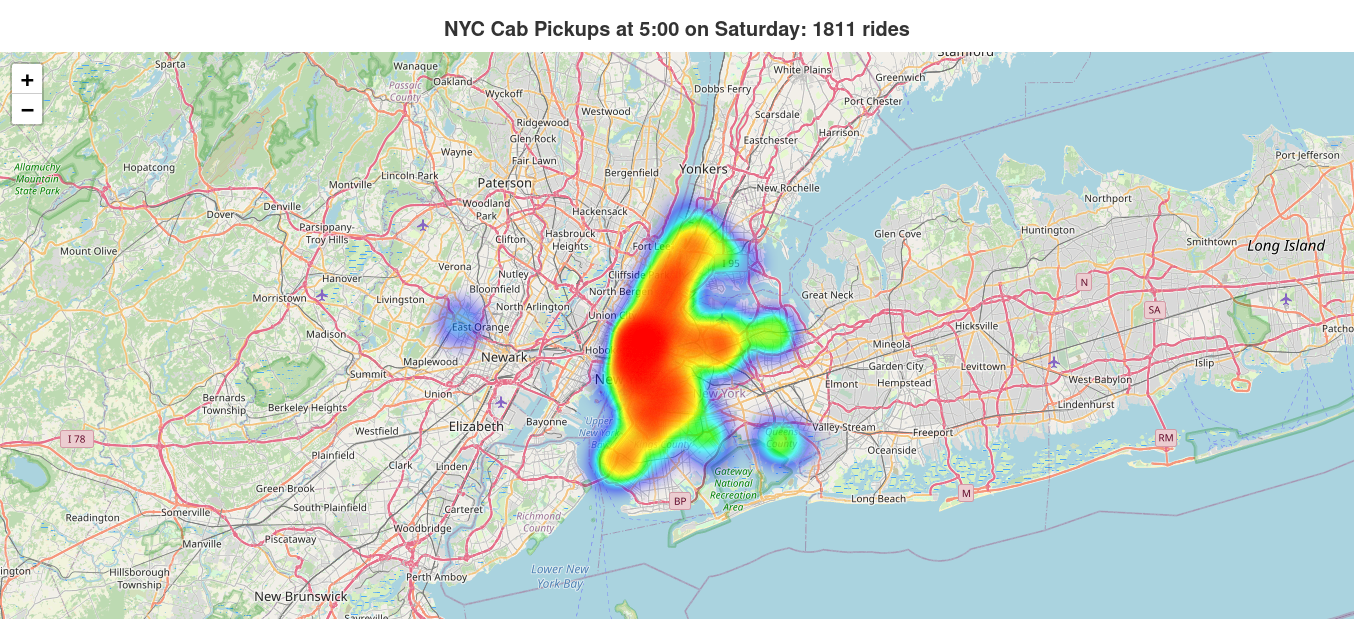 NYC Cab Pickups at 5:00 on Saturday: 1811 rides
Stamford
Sparta
Wanaque
White Plains
+
Oakland
Passaic
County
Greenwich
Dobbs Ferry
Wyckoff
Port Chester
−
Westwood
Scarsdale
Ridgewood
Harrison
Glen Rock
Eastchester
Wayne
Fair Lawn
Port Jefferson
Allamuchy
Mountain
State Park
Hopatcong
Yonkers
Bergenfield
Lincoln Park
Montville
Paterson
New Rochelle
Northport
Woodland
Park
Denville
Hackensack
Dover
Parsippany-
Troy Hills
Hasbrouck
Heights
Glen Cove
Huntington
Clifton
Smithtown
Long Island
Fort Lee
Mount Olive
Verona
I 95
Nutley
Cliffside Park
Hanover
Bloomfield
N
North Bergen
Great Neck
Morristown
Livingston
North Arlington
SA
Union City
East Orange
Hicksville
Patcho
Madison
Mineola
Hobo
Newark
Maplewood
Islip
Garden City
Levittown
Summit
New York
West Babylon
Elmont
Hempstead
Union
Bernards
Township
Lindenhurst
Berkeley Heights
Upper
New York
Bay
Bayonne
Elizabeth
Valley Stream
Freeport
Westfield
Queens
County
I 78
County
RM
Oceanside
Clark
Linden
Gateway
National
Recreation
Area
Green Brook
M
Long Beach
BP
South Plainfield
Carteret
Somerville
Readington
Richmond
County
Woodbridge
Piscataway
Manville
ington
Hillsborough
Township
Lower New
York Bay
Perth Amboy
New Brunswick
Sayreville